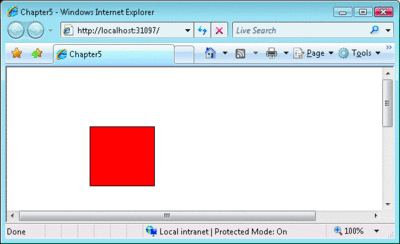 Chapter5 - Windows Internet Explorer
http://localhost:31097/
Live Search
Chapter5
Page Tools »
Done Local intranet | Protected Mode: On 100%